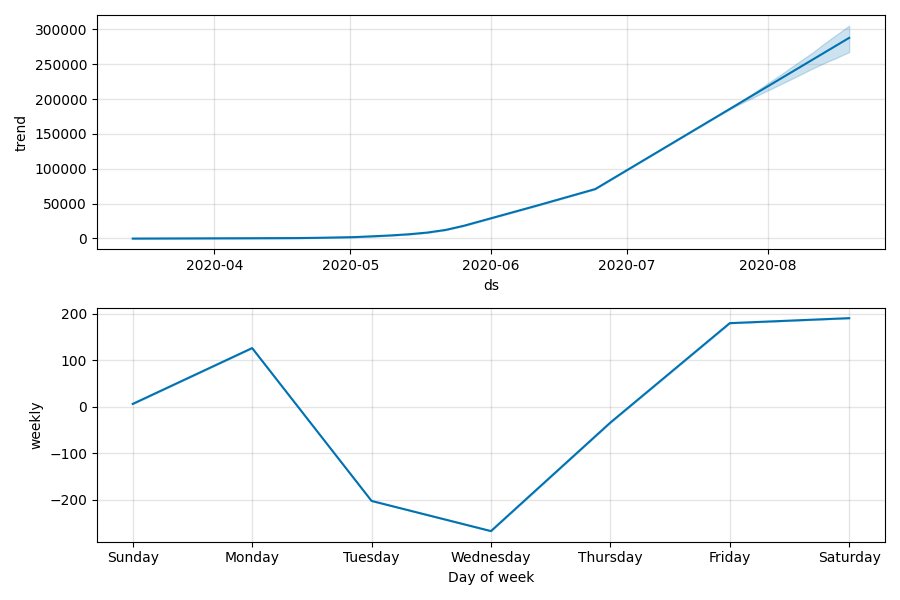 300000
250000
200000
150000
100000
50000
0
trend
2020-04 2020-05 2020-06 2020-07 2020-08
ds
200
100
0
−100
−200
weekly
Sunday Monday Tuesday Wednesday Thursday Friday Saturday
Day of week